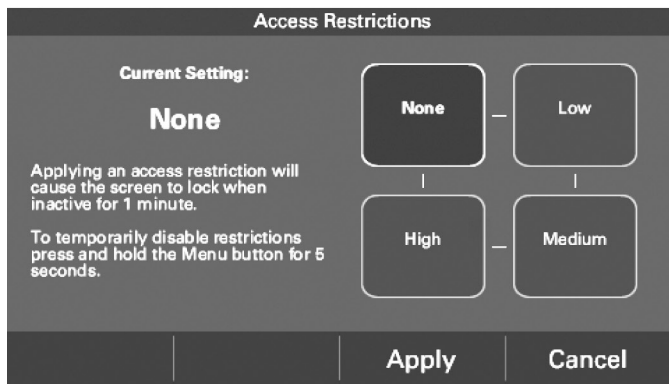 Access Restrictions
Current Setting:
None
Applying an access restriction will
cause the screen to lock when
inactive for 1 minute.
To temporarily disable restrictions
press and hold the Menu button for 5
seconds.
None
Low
High
Medium
Apply
Cancel